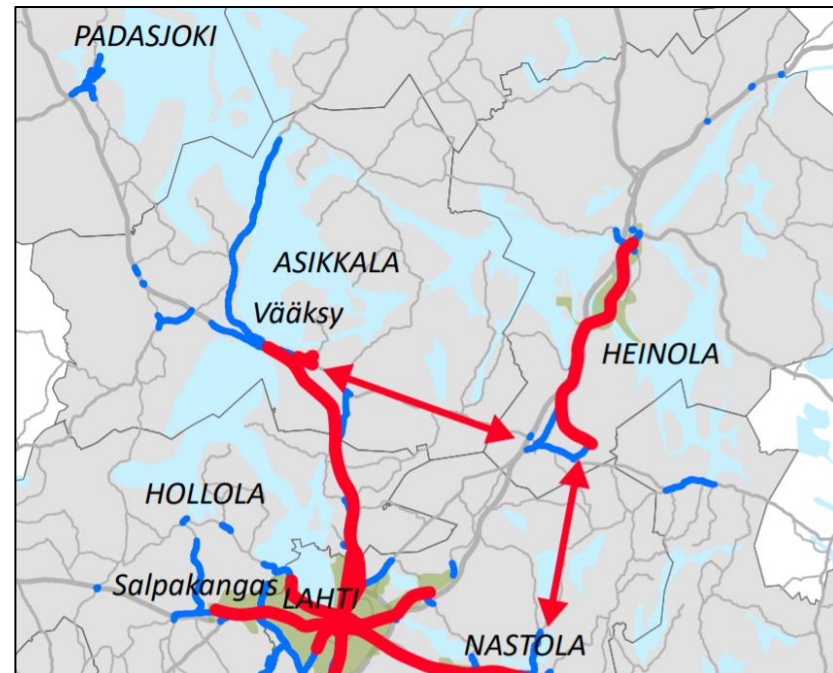 PADASJOKI
ASIKKALA
Vääksy
HEINOLA
HOLLOLA
Salpakangas
LAHTI
NASTOLA